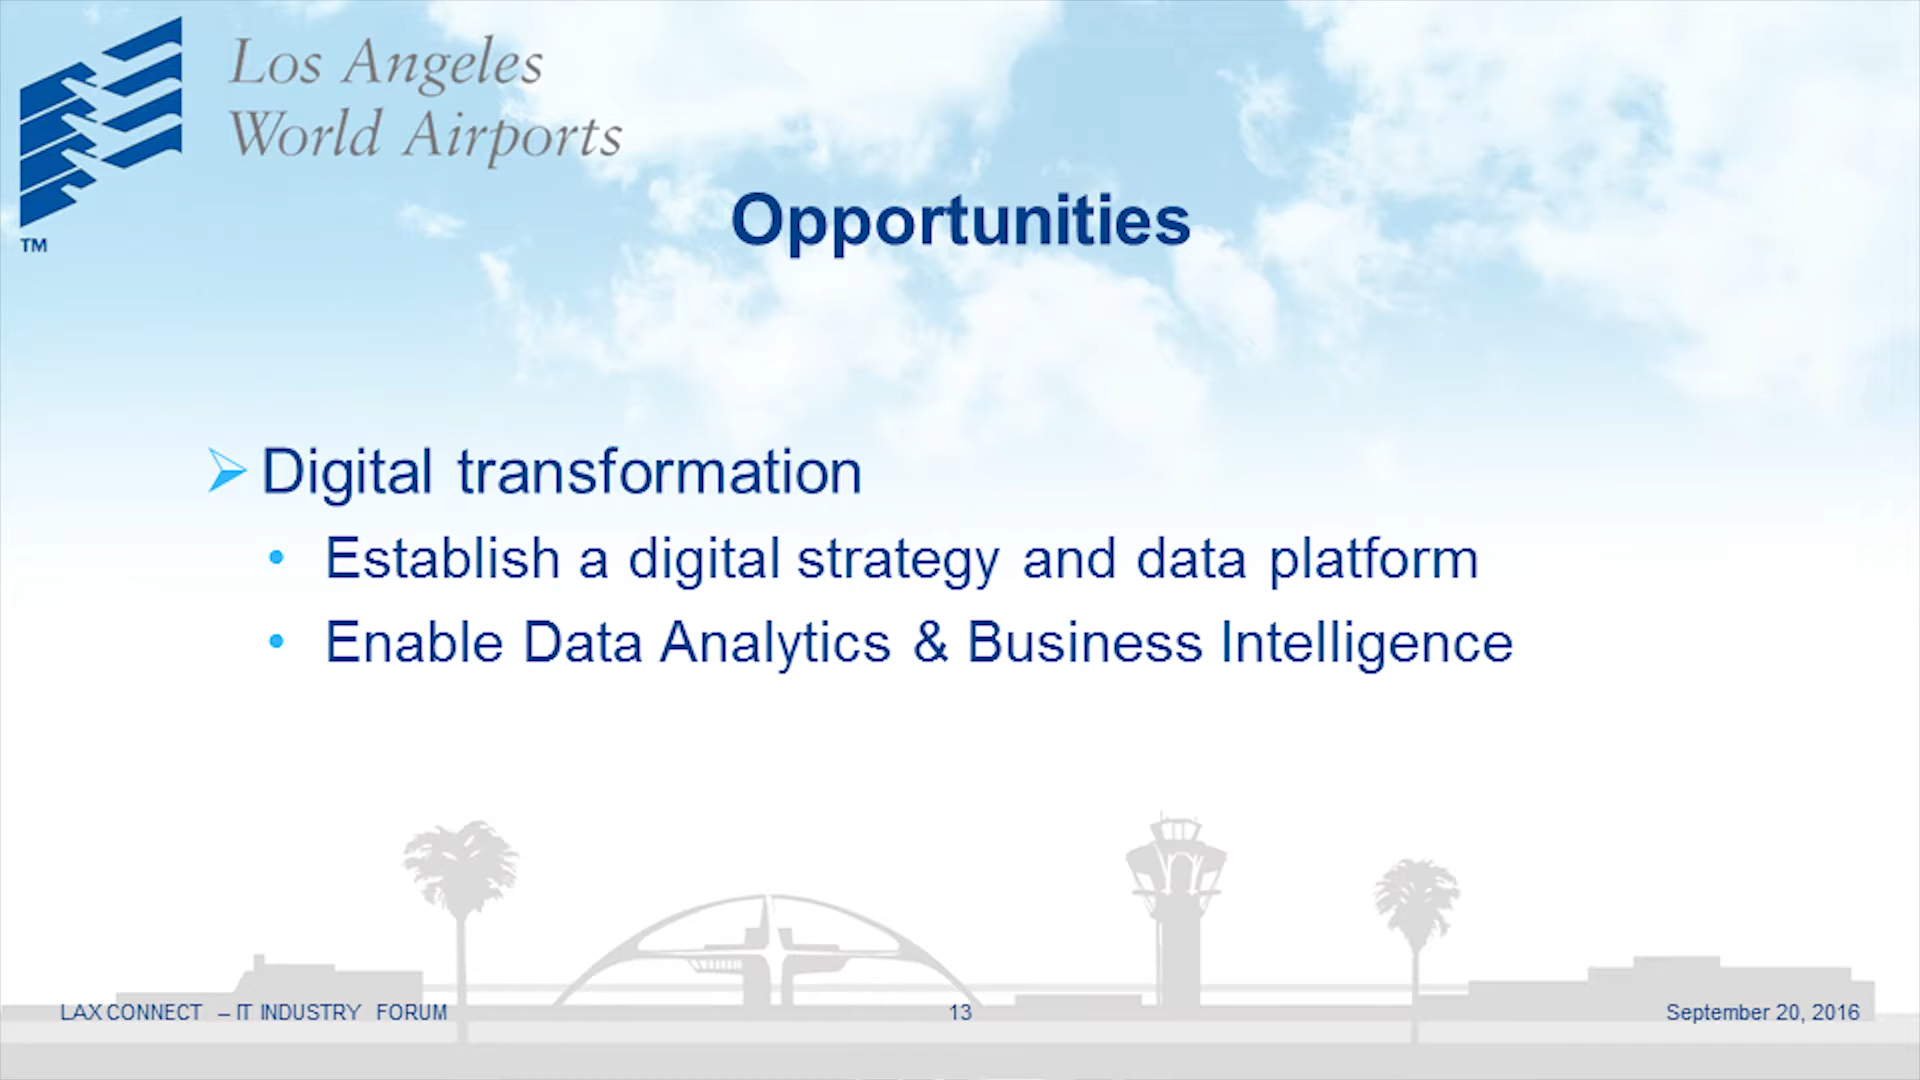 Los Angeles
World Airports
TM
Opportunities
Digital transformation
• Establish a digital strategy and data platform
• Enable Data Analytics & Business Intelligence
LAX CONNECT – IT INDUSTRY FORUM
13
September 20, 2016